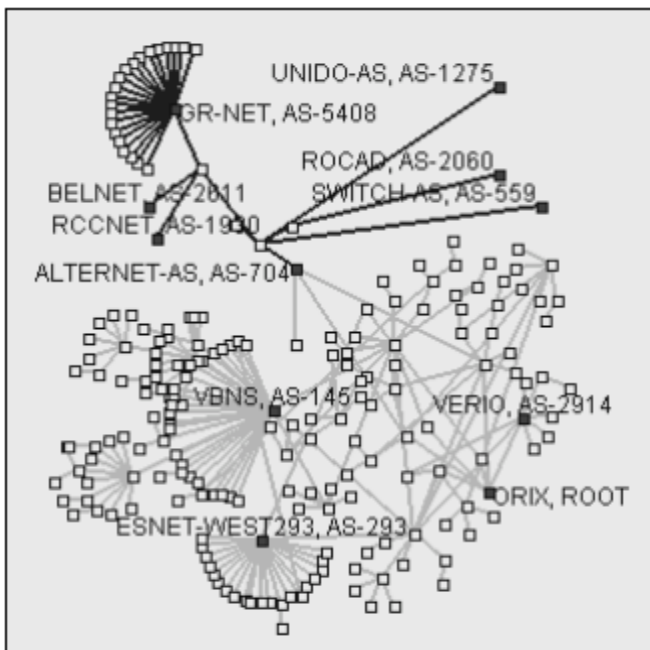 UNIDO-AS, AS-1275
GR-NET, AS-5408
ROCAD, AS-2060
BELNET, AS-2611
SWITCH-AS, AS-559
RCCNET, AS-1930
ALTERNET-AS, AS-704
VBNS, AS-145
VERIO, AS-2914
ORIX, ROOT
ESNET-WEST293, AS-293